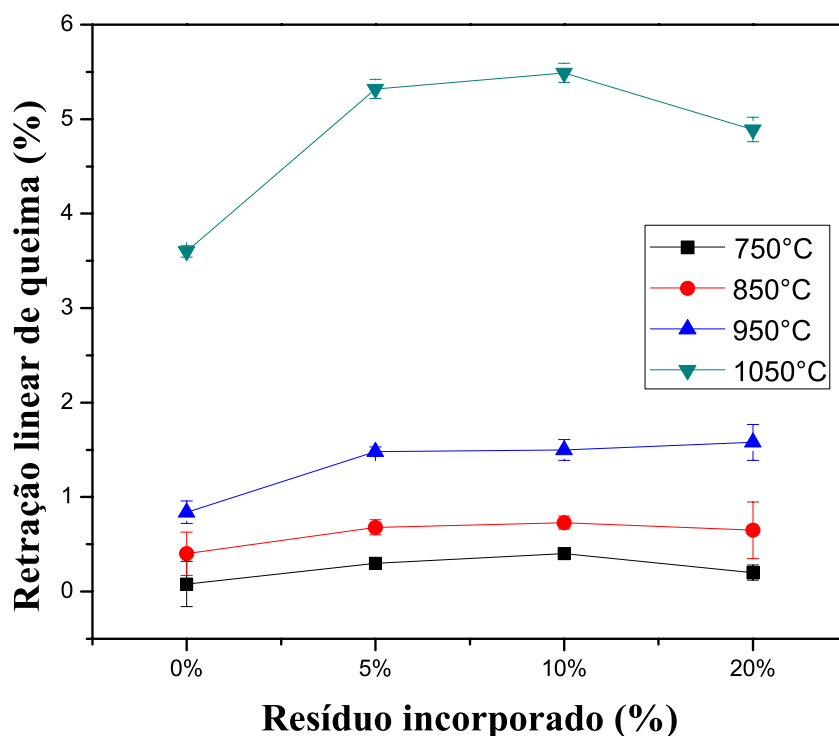 Retração linear de queima (%)
6
5
4
3
2
1
0
750°C
850°C
950°C
1050°C
0%
5%
10%
20%
Resíduo incorporado (%)